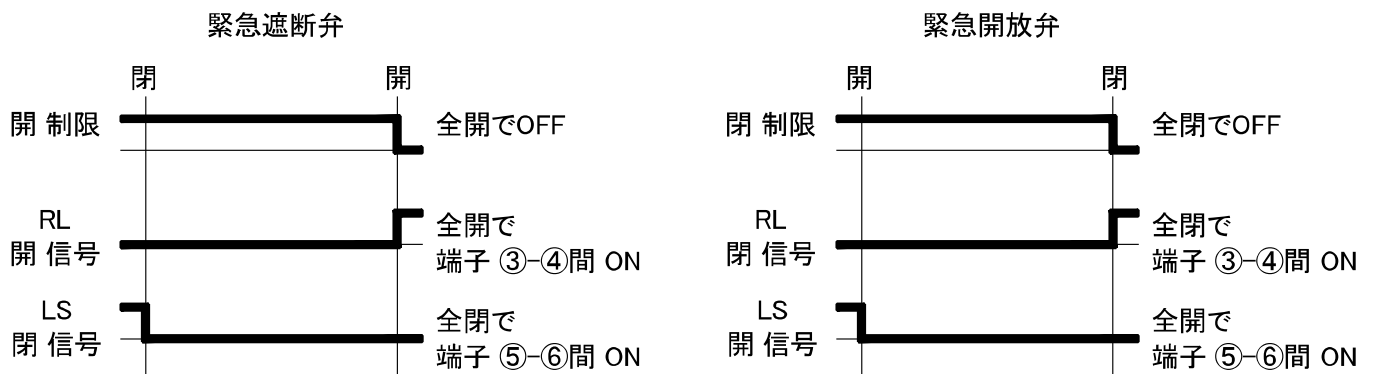 緊急遮断弁
閉 開
開 制限 全開でOFF
RL
開 信号
全開で
端子 ③-④間 ON
LS
閉 信号
全閉で
端子 ⑤-⑥間 ON
緊急開放弁
開 閉
閉 制限 全閉でOFF
RL
閉 信号
全閉で
端子 ③-④間 ON
LS
開 信号
全開で
端子 ⑤-⑥間 ON